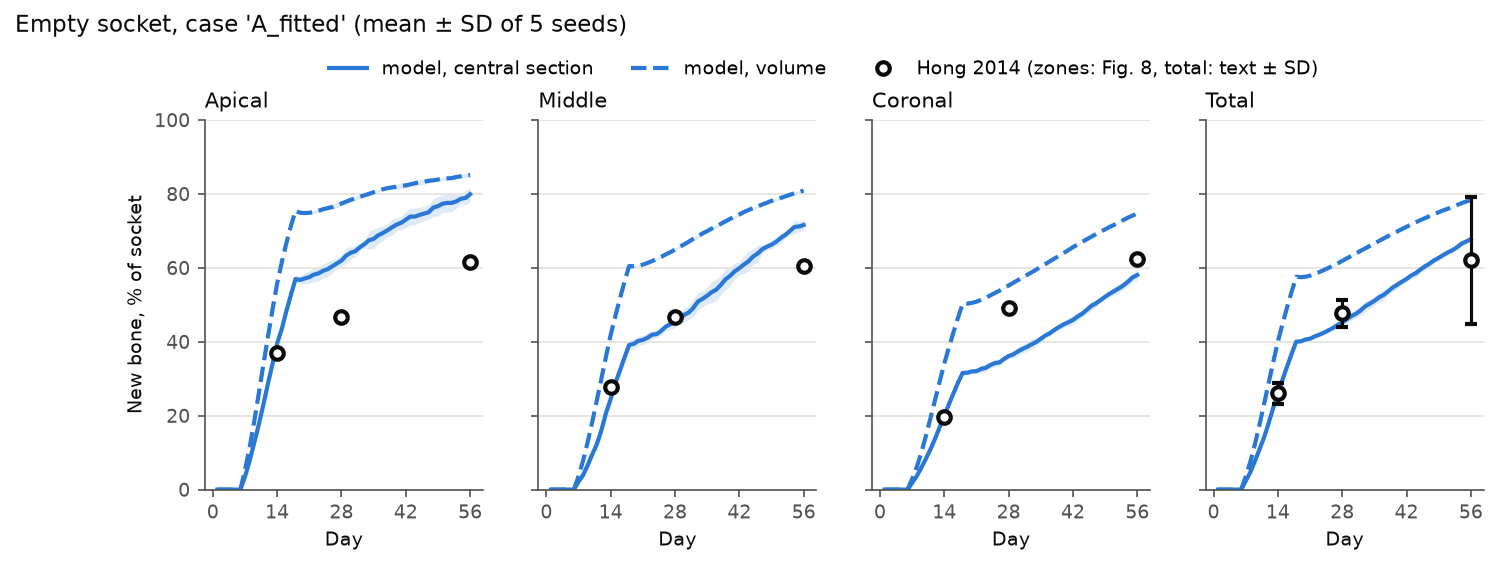 Empty socket, case 'A_fitted' (mean ± SD of 5 seeds)
model, central section model, volume Hong 2014 (zones: Fig. 8, total: text ± SD)
Apical Middle Coronal Total
New bone, % of socket
100
80
60
40
20
0
0 14 28 42 56 0 14 28 42 56 0 14 28 42 56 0 14 28 42 56
Day Day Day Day